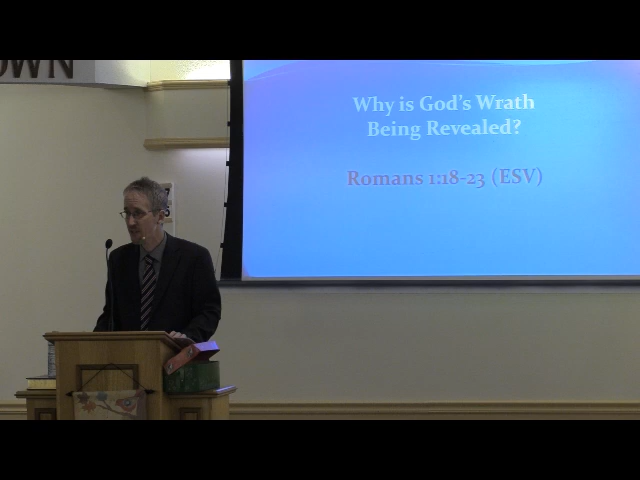 OWN
Why is God's Wrath
Being Revealed?
Romans 1:18-23 (ESV)